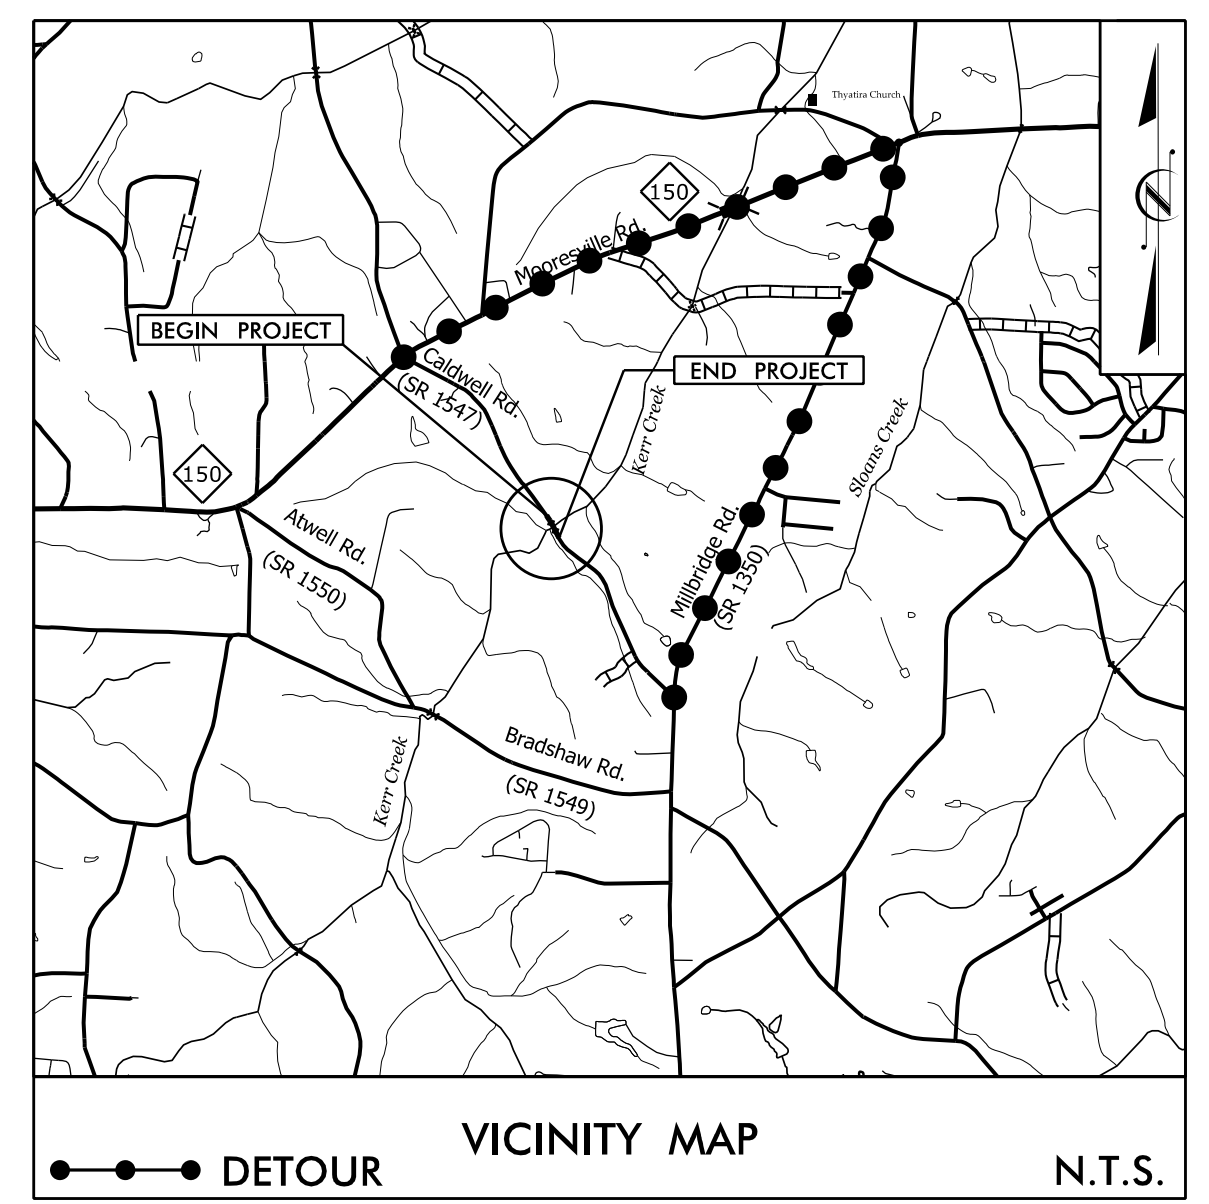 Thyatira Church
150
Mooresville Rd.
BEGIN PROJECT
Caldwell Rd.
(SR 1547)
END PROJECT
Kerr Creek
Sloans Creek
150
Atwell Rd.
(SR 1550)
Millbridge Rd.
(SR 1350)
Bradshaw Rd.
(SR 1549)
Kerr Creek
VICINITY MAP
DETOUR
N.T.S.